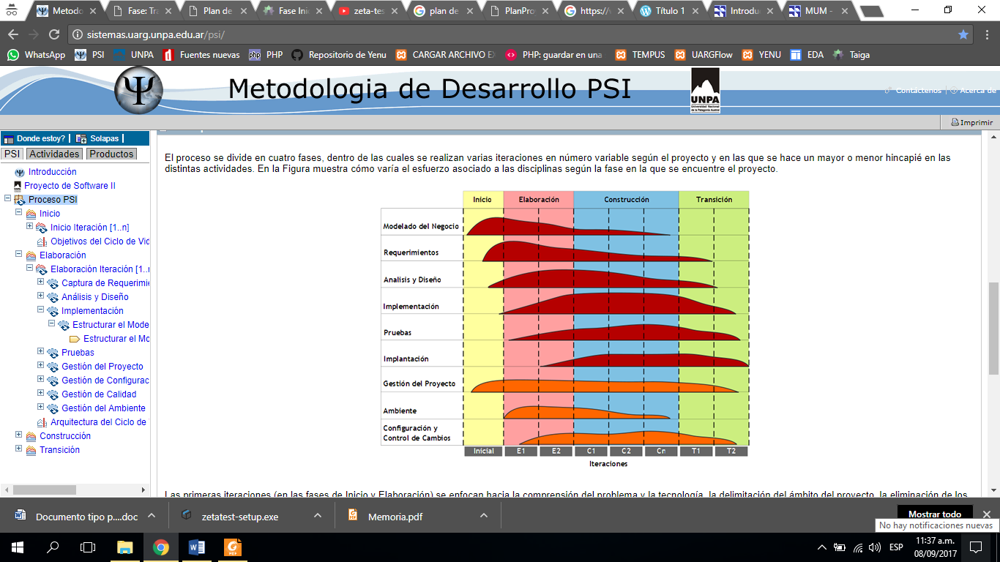 Metodo
Fase: Tra
Plan de
Fase Ini
zeta-tes
plan de
PlanPro
https://
Título 1
Introdu
MUM -
sistemas.uarg.unpa.edu.ar/psi/
WhatsApp
PSI
UNPA
Fuentes nuevas
PHP
Repositorio de Yenu
CARGAR ARCHIVO EX
PHP: guardar en una
TEMPUS
UARGFlow
YENU
EDA
Taiga
Metodologia de Desarrollo PSI
UNPA
Universidad Nacional
de la Patagonia Austral
Contáctenos
Acerca de
Imprimir
Donde estoy?
Solapas
PSI
Actividades
Productos
Introducción
Proyecto de Software II
Proceso PSI
Inicio
Inicio Iteración [1..n]
Objetivos del Ciclo de Vid
Elaboración
Elaboración Iteración [1..n
Captura de Requerimie
Análisis y Diseño
Implementación
Estructurar el Mode
Estructurar el Mo
Pruebas
Gestión del Proyecto
Gestión de Configurac
Gestión de Calidad
Gestión del Ambiente
Arquitectura del Ciclo de
Construcción
Transición
El proceso se divide en cuatro fases, dentro de las cuales se realizan varias iteraciones en número variable según el proyecto y en las que se hace un mayor o menor hincapié en las
distintas actividades. En la Figura muestra cómo varía el esfuerzo asociado a las disciplinas según la fase en la que se encuentre el proyecto.
Inicio
Elaboración
Construcción
Transición
Modelado del Negocio
Requerimientos
Analisis y Diseño
Implementación
Pruebas
Implantación
Gestión del Proyecto
Ambiente
Configuración y
Control de Cambios
Inicial
E1
E2
C1
C2
Cn
T1
T2
Iteraciones
Las primeras iteraciones (en las fases de Inicio y Elaboración) se enfocan hacia la comprensión del problema y la tecnología, la delimitación del ámbito del proyecto, la eliminación de los
Documento tipo p....doc
zetatest-setup.exe
Memoria.pdf
Mostrar todo
No hay notificaciones nuevas
ESP
11:37 a.m.
08/09/2017